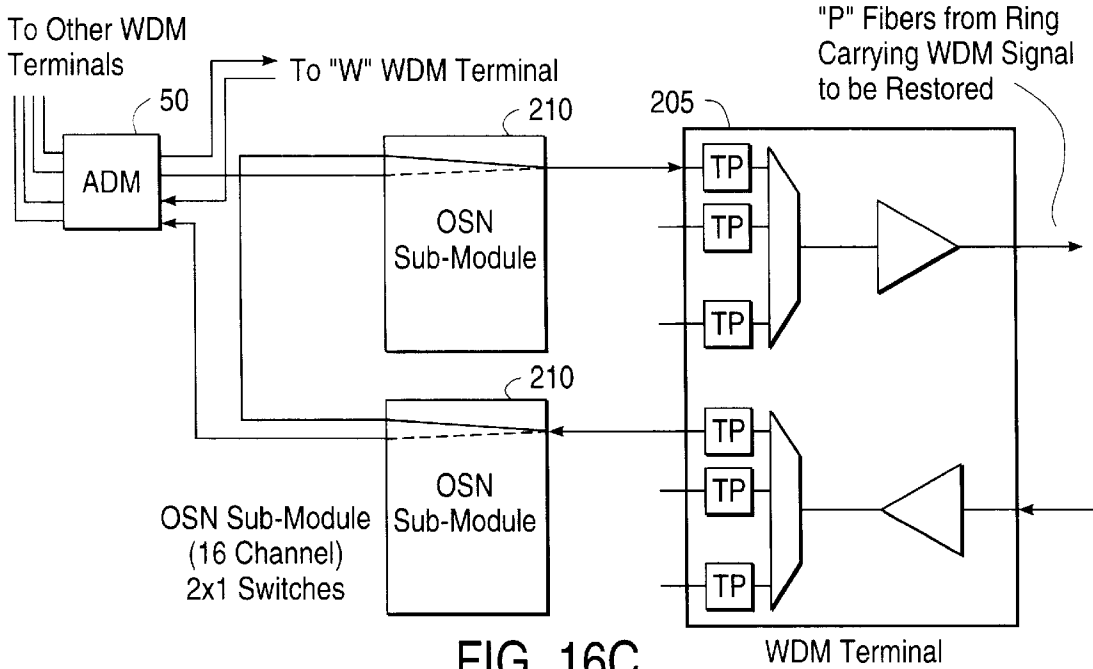 To Other WDM
Terminals
To "W" WDM Terminal
"P" Fibers from Ring
Carrying WDM Signal
to be Restored
50
210
205
ADM
OSN
Sub-Module
TP
TP
TP
210
OSN
Sub-Module
TP
TP
TP
OSN Sub-Module
(16 Channel)
2x1 Switches
FIG. 16C
WDM Terminal